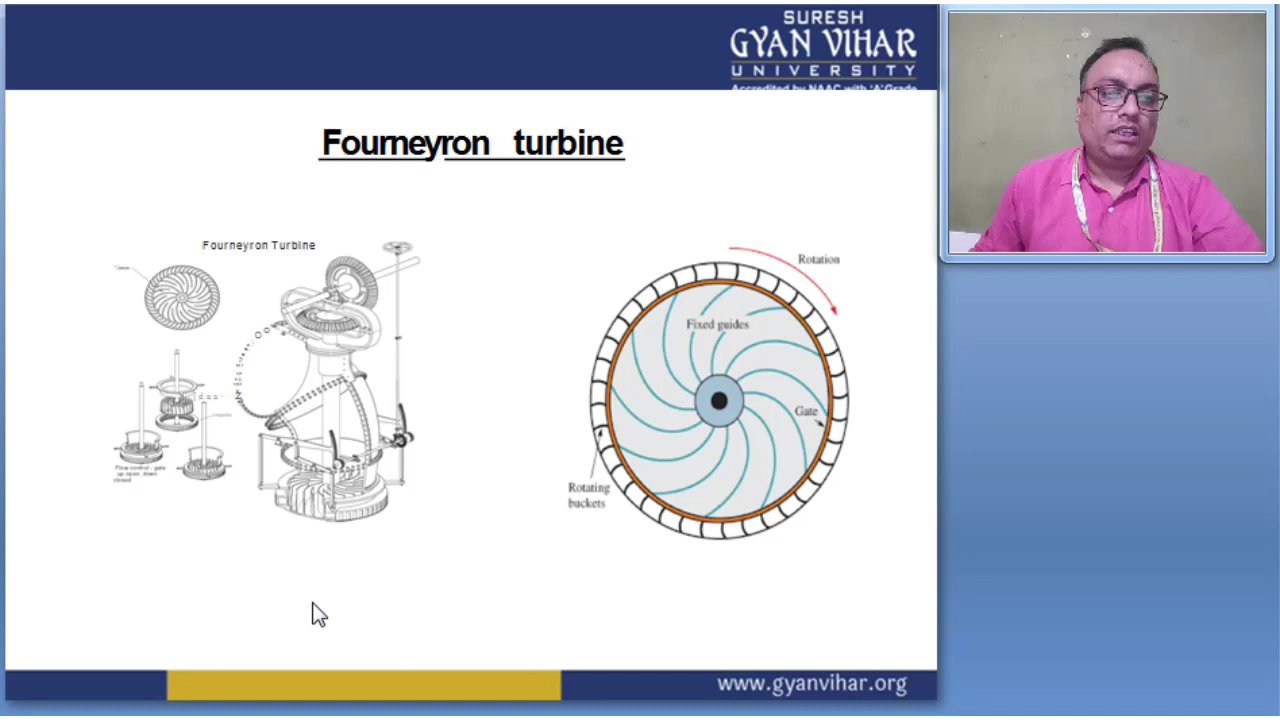 SURESH
GYAN VIHAR
UNIVERSITY
Accredited by NAAC with 'A' Grade
Fourneyron turbine
Fourneyron Turbine
Vanes
Flow control - gate
up open, down
closed
Rotation
Fixed guides
Gate
Rotating
buckets
www.gyanvihar.org